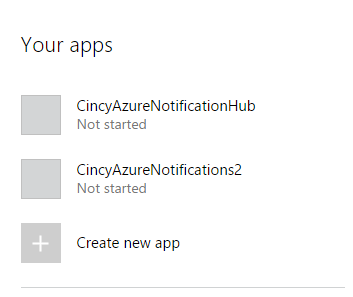 Your apps
CincyAzureNotificationHub
Not started
CincyAzureNotifications2
Not started
Create new app